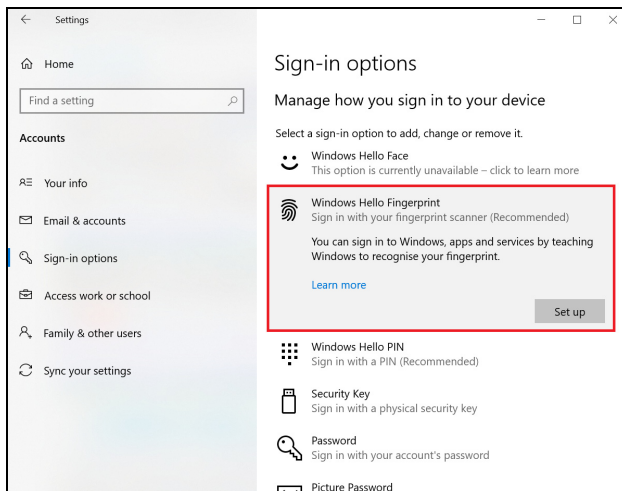 Settings
Home
Find a setting
Accounts
Your info
Email & accounts
Sign-in options
Access work or school
Family & other users
Sync your settings
Sign-in options
Manage how you sign in to your device
Select a sign-in option to add, change or remove it.
Windows Hello Face
This option is currently unavailable – click to learn more
Windows Hello Fingerprint
Sign in with your fingerprint scanner (Recommended)
You can sign in to Windows, apps and services by teaching
Windows to recognise your fingerprint.
Learn more
Set up
Windows Hello PIN
Sign in with a PIN (Recommended)
Security Key
Sign in with a physical security key
Password
Sign in with your account's password
Picture Password